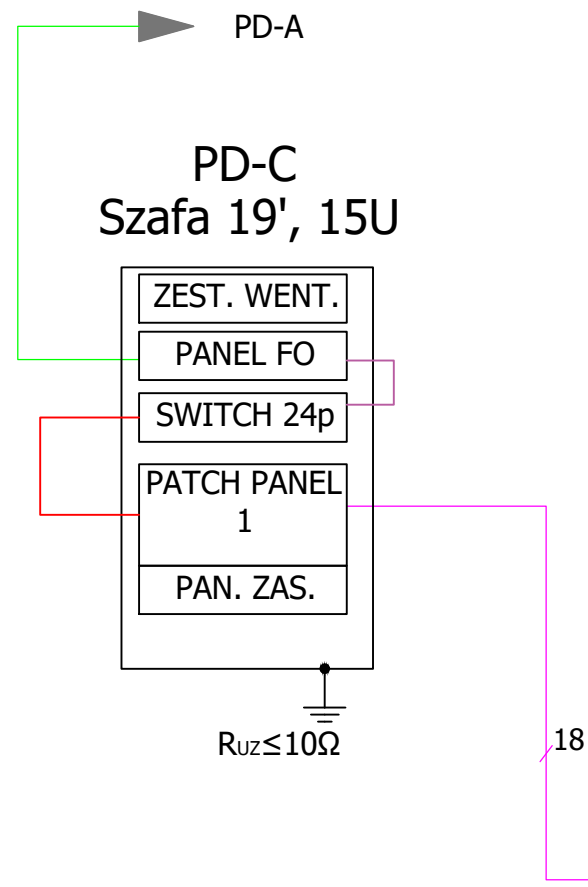 PD-A
PD-C
Szafa 19', 15U
ZEST. WENT.
PANEL FO
SWITCH 24p
PATCH PANEL
1
PAN. ZAS.
RUZ≤10Ω
18